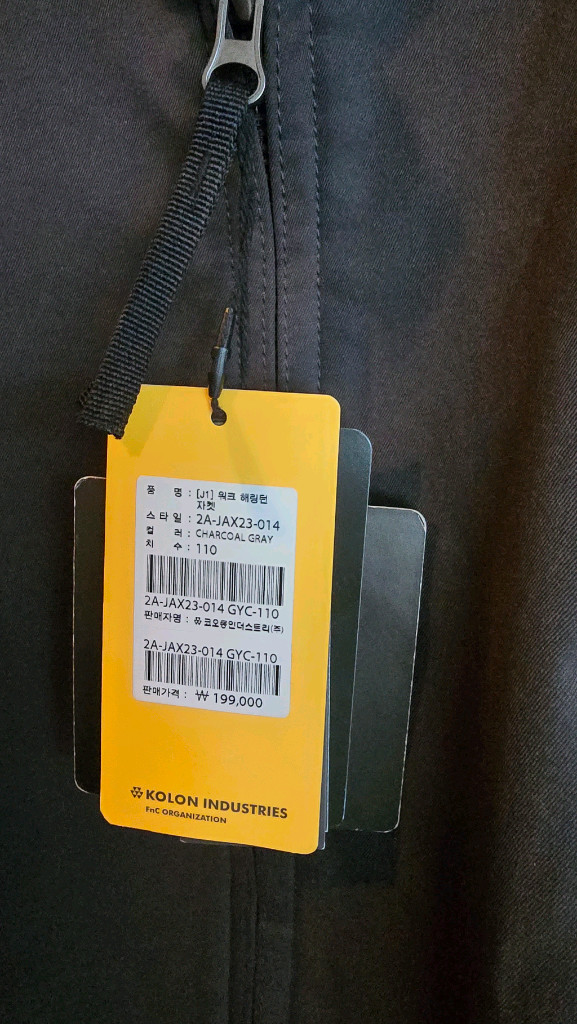 품 명 : [J1] 워크 해링턴
자켓
스타일 : 2A-JAX23-014
컬 러 : CHARCOAL GRAY
치 수 : 110
2A-JAX23-014 GYC-110
판매자명 : 코오롱인더스트리(주)
2A-JAX23-014 GYC-110
판매가격 : ₩ 199,000
KOLON INDUSTRIES
FnC ORGANIZATION